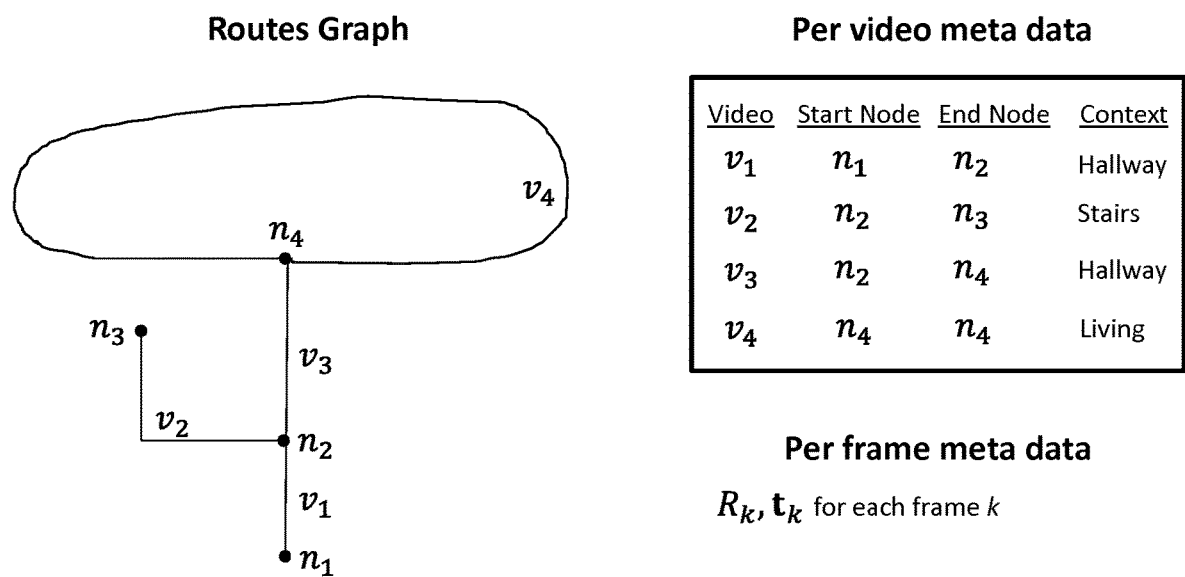 Routes Graph
v₄
n₄
n₃
v₃
v₂
n₂
v₁
n₁
Per video meta data
Video Start Node End Node Context
v₁ n₁ n₂ Hallway
v₂ n₂ n₃ Stairs
v₃ n₂ n₄ Hallway
v₄ n₄ n₄ Living
Per frame meta data
Rₖ, tₖ for each frame k